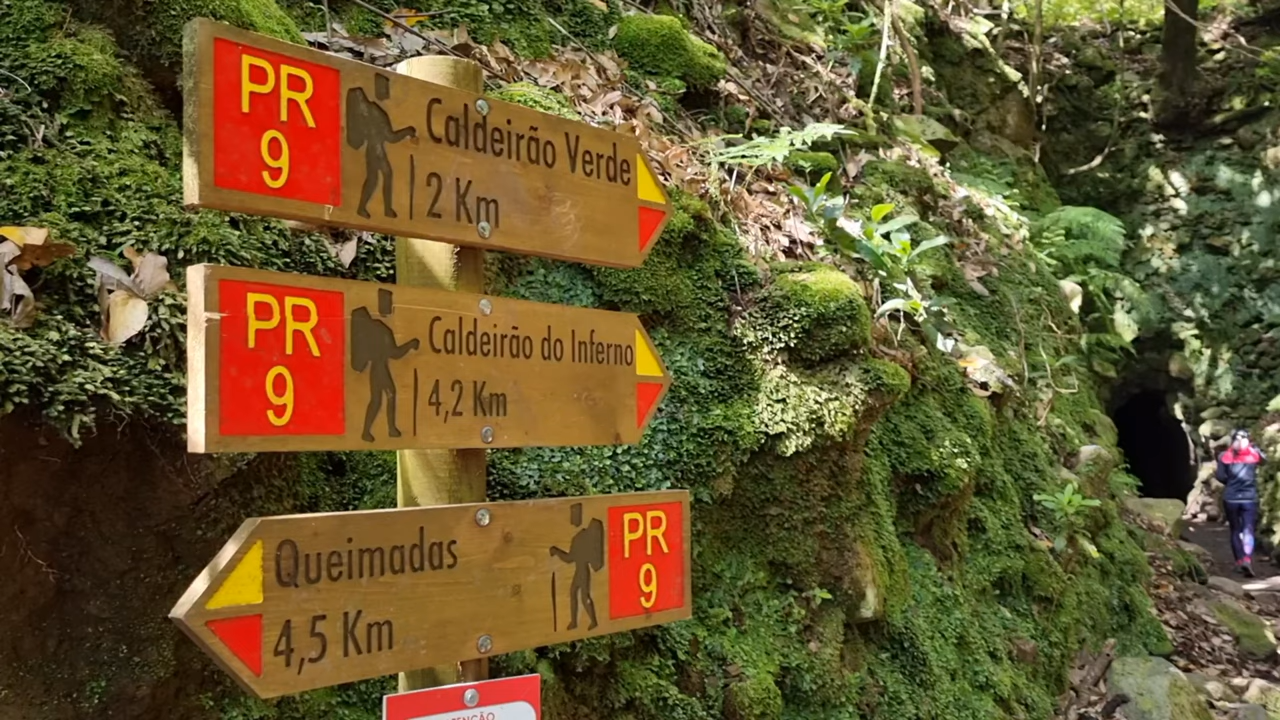 PR
9
Caldeirão Verde
2 Km
PR
9
Caldeirão do Inferno
4,2 Km
Queimadas
4,5 Km
PR
9